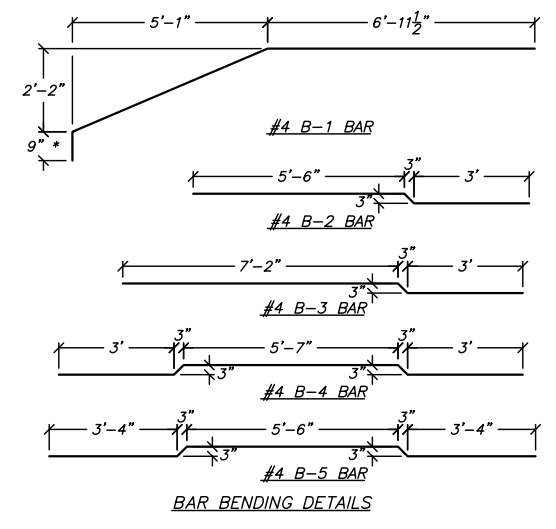 5'-1" 6'-11 1/2"
2'-2"
9" *
#4 B-1 BAR
5'-6" 3" 3'
3"
#4 B-2 BAR
7'-2" 3" 3'
3"
#4 B-3 BAR
3' 3" 5'-7" 3" 3'
3" 3"
#4 B-4 BAR
3'-4" 3" 5'-6" 3" 3'-4"
3" 3"
#4 B-5 BAR
BAR BENDING DETAILS